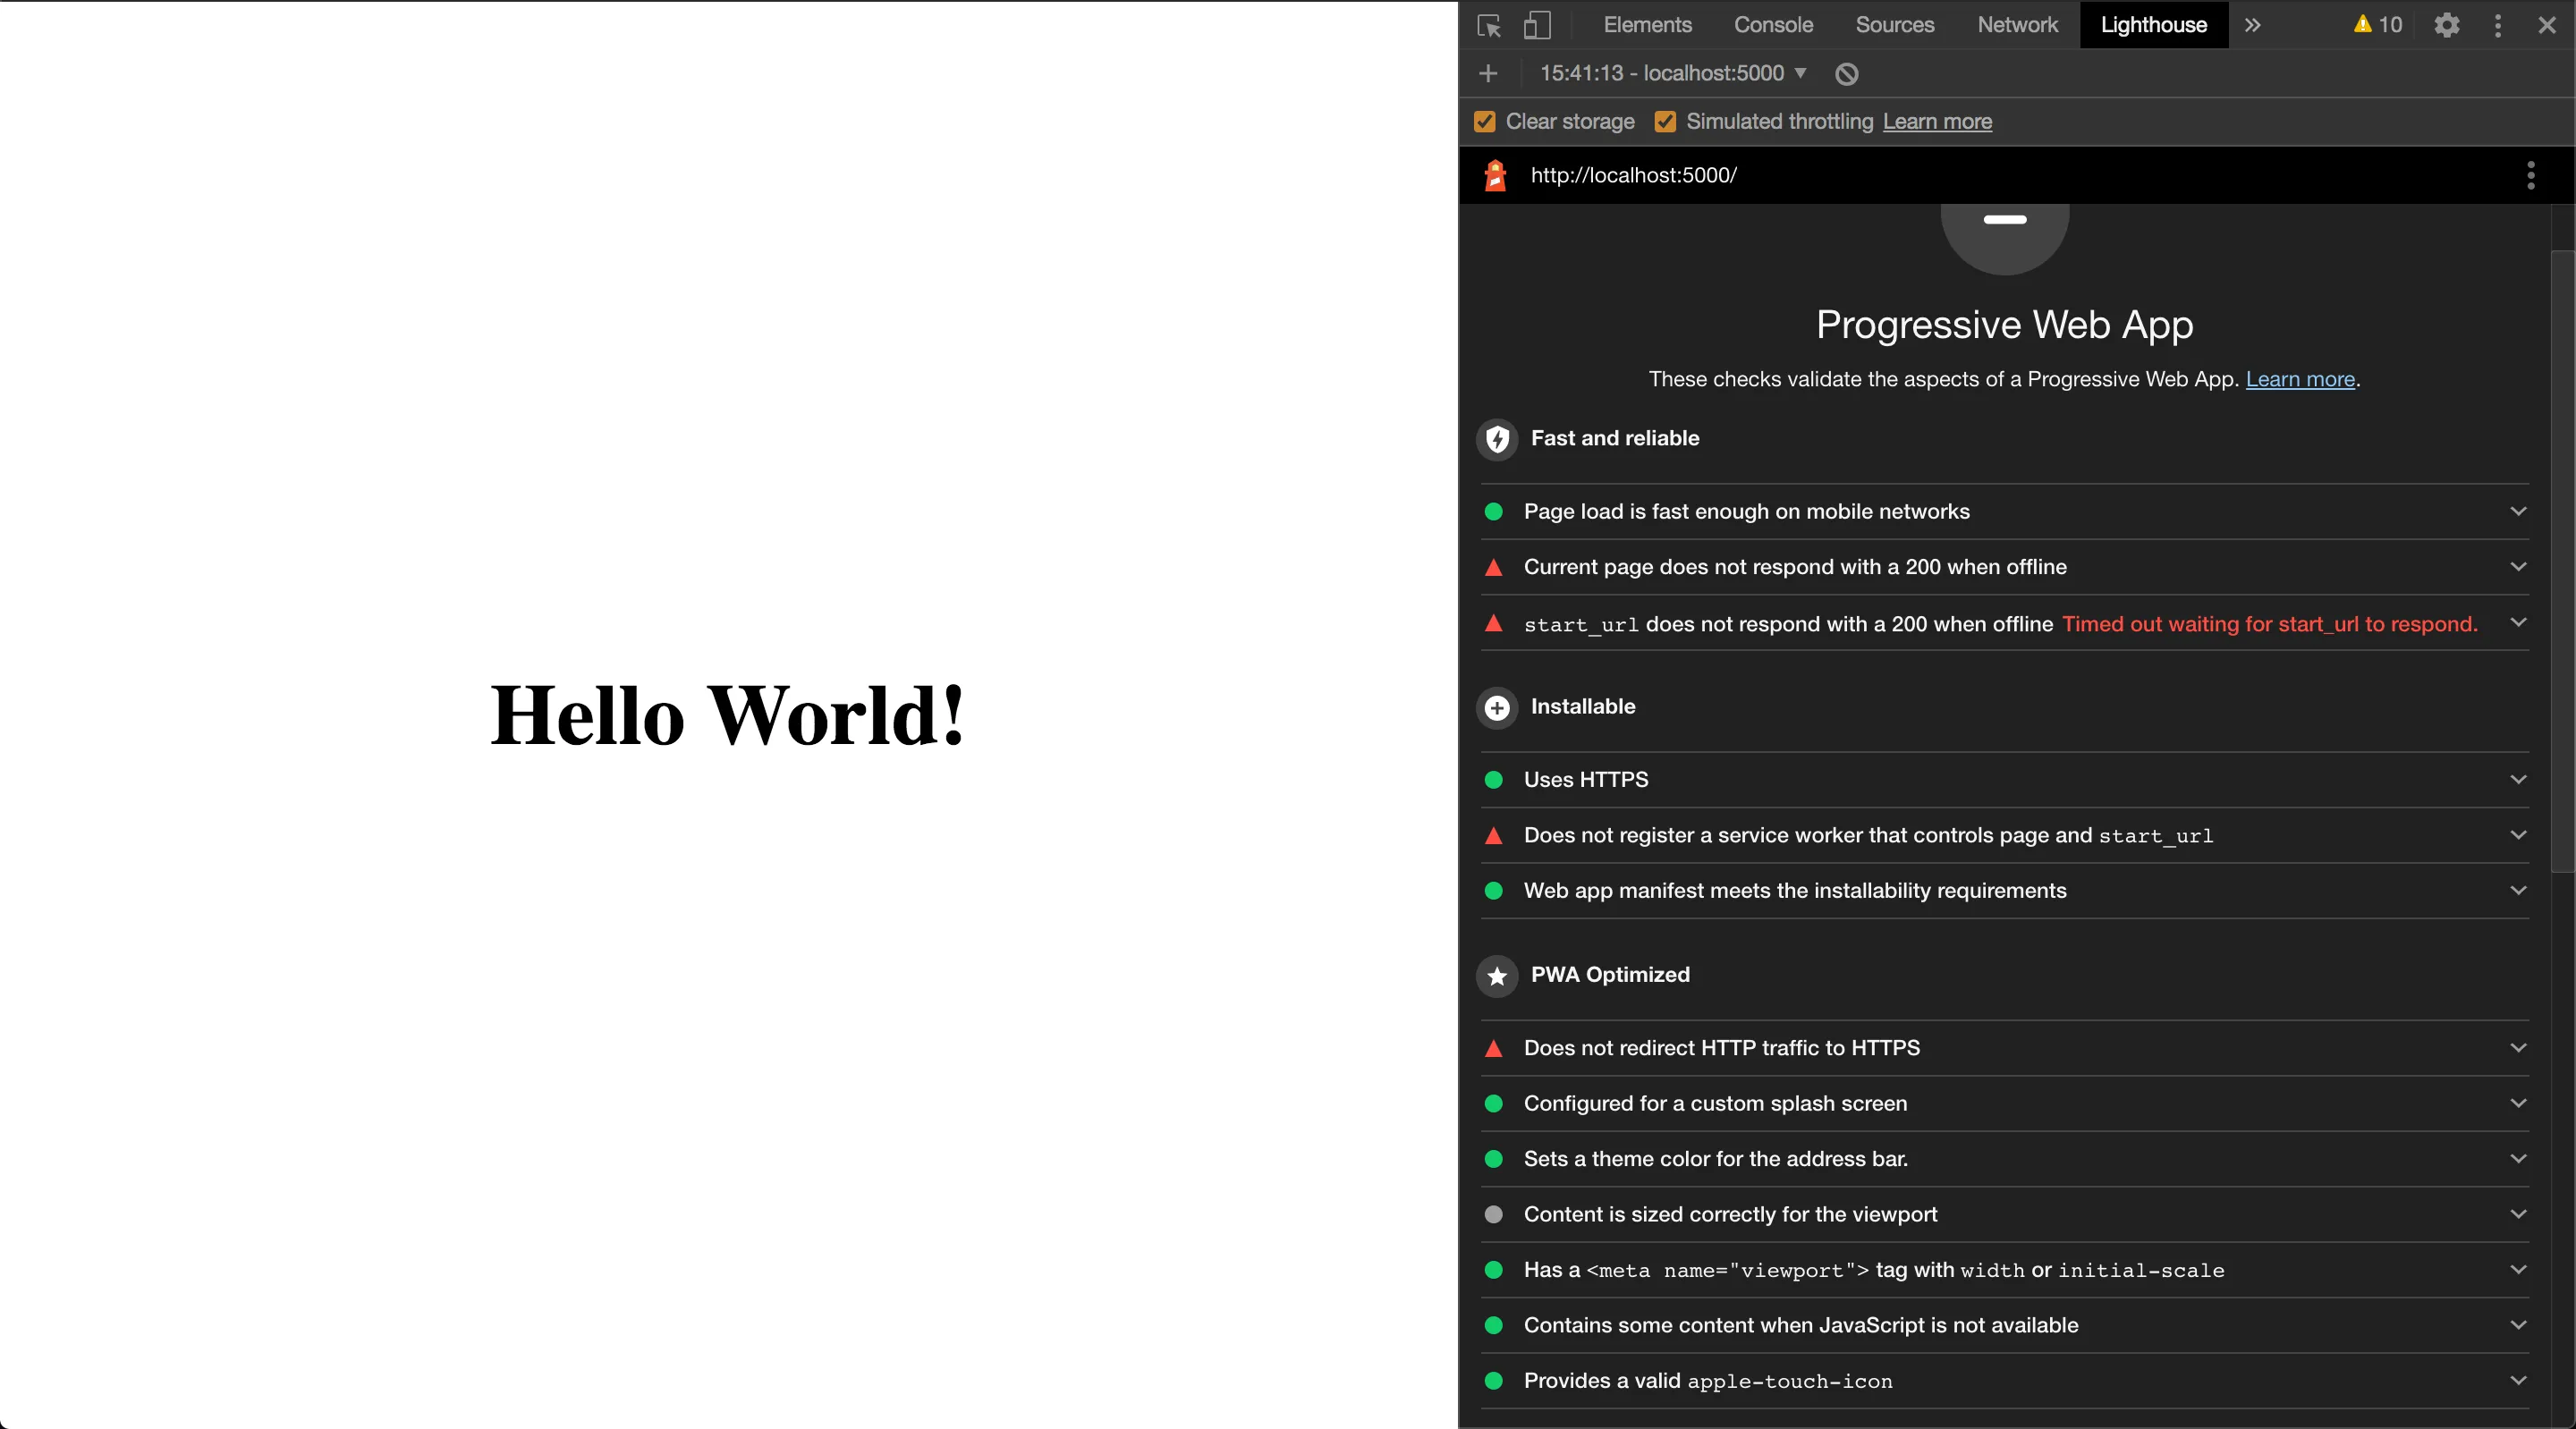 Hello World!
Elements Console Sources Network Lighthouse 10
15:41:13 - localhost:5000
Clear storage Simulated throttling Learn more
http://localhost:5000/
Progressive Web App
These checks validate the aspects of a Progressive Web App. Learn more.
Fast and reliable
Page load is fast enough on mobile networks
Current page does not respond with a 200 when offline
start_url does not respond with a 200 when offline Timed out waiting for start_url to respond.
Installable
Uses HTTPS
Does not register a service worker that controls page and start_url
Web app manifest meets the installability requirements
PWA Optimized
Does not redirect HTTP traffic to HTTPS
Configured for a custom splash screen
Sets a theme color for the address bar.
Content is sized correctly for the viewport
Has a <meta name="viewport"> tag with width or initial-scale
Contains some content when JavaScript is not available
Provides a valid apple-touch-icon